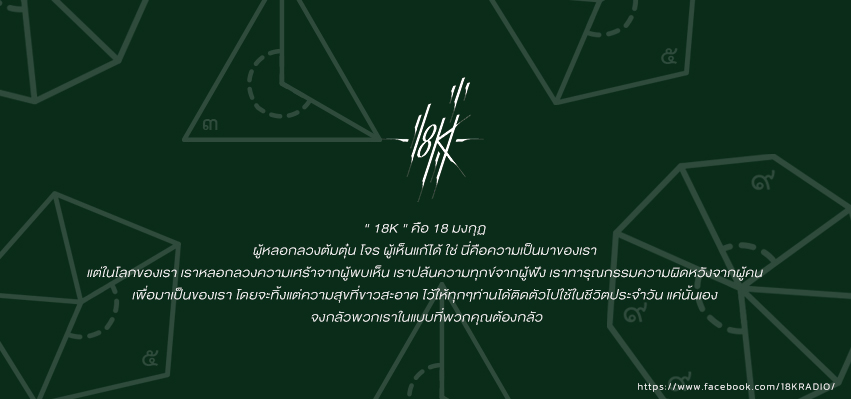 ๕
๓
18K
๙
" 18K " คือ 18 มงกุฎ
ผู้หลอกลวงต้มตุ๋น โจร ผู้เห็นแก้ได้ ใช่ นี่คือความเป็นมาของเรา
แต่ในโลกของเรา เราหลอกลวงความเศร้าจากผู้พบเห็น เราปล้นความทุกข์จากผู้ฟัง เราทารุณกรรมความผิดหวังจากผู้คน
เพื่อมาเป็นของเรา โดยจะทิ้งแต่ความสุขที่ขาวสะอาด ไว้ให้ทุกๆท่านได้ติดตัวไปใช้ในชีวิตประจำวัน แค่นั้นเอง
จงกลัวพวกเราในแบบที่พวกคุณต้องกลัว
๙
๕
๙
https://www.facebook.com/18KRADIO/